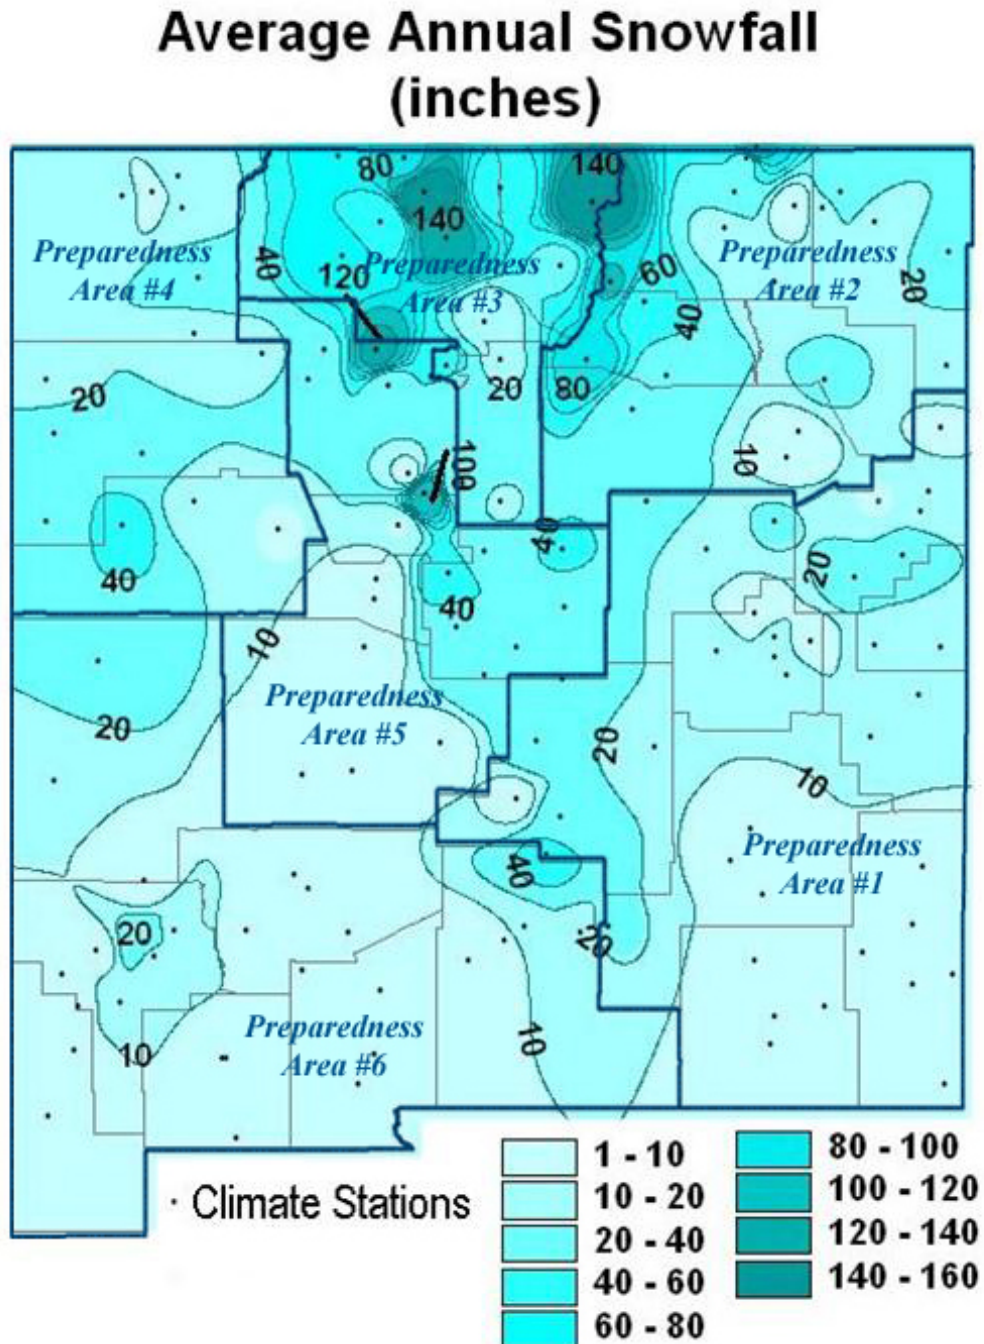 Average Annual Snowfall
(inches)
80
140
140
Preparedness
Area #4
40
120
Preparedness
Area #3
60
Preparedness
Area #2
20
40
20
20
80
10
100
40
20
40
40
10
Preparedness
Area #5
20
20
10
Preparedness
Area #1
40
20
20
Preparedness
Area #6
10
10
Climate Stations
1 - 10
10 - 20
20 - 40
40 - 60
60 - 80
80 - 100
100 - 120
120 - 140
140 - 160